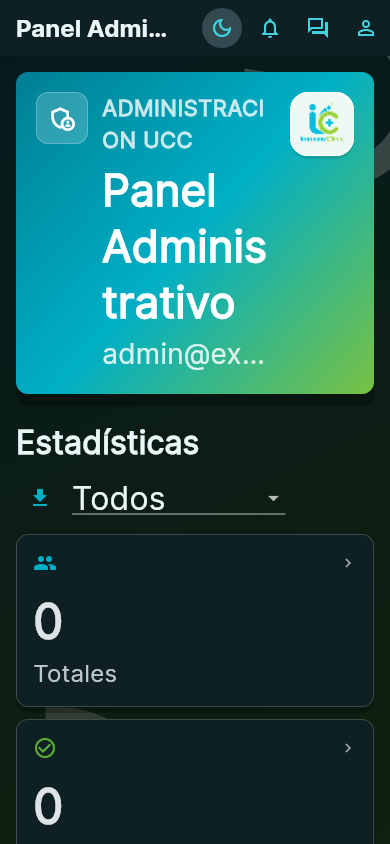 Panel Admi...
ADMINISTRACI
ON UCC
Panel
Adminis
trativo
admin@ex...
Estadísticas
Todos
0
Totales
0